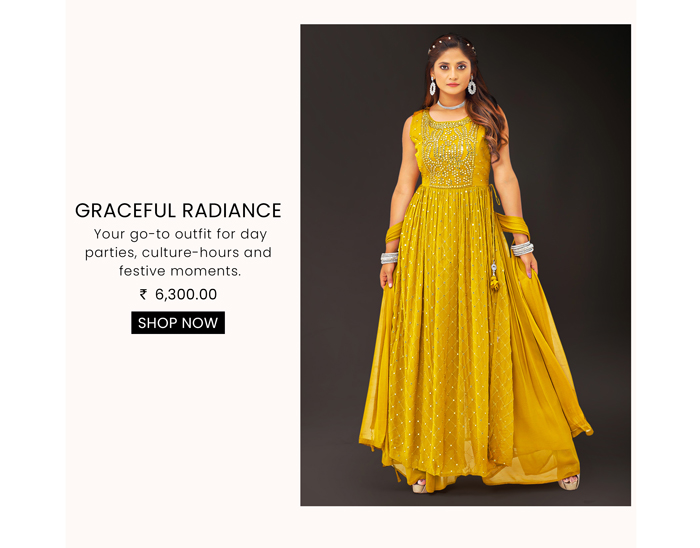 GRACEFUL RADIANCE
Your go-to outfit for day
parties, culture-hours and
festive moments.
₹ 6,300.00
SHOP NOW